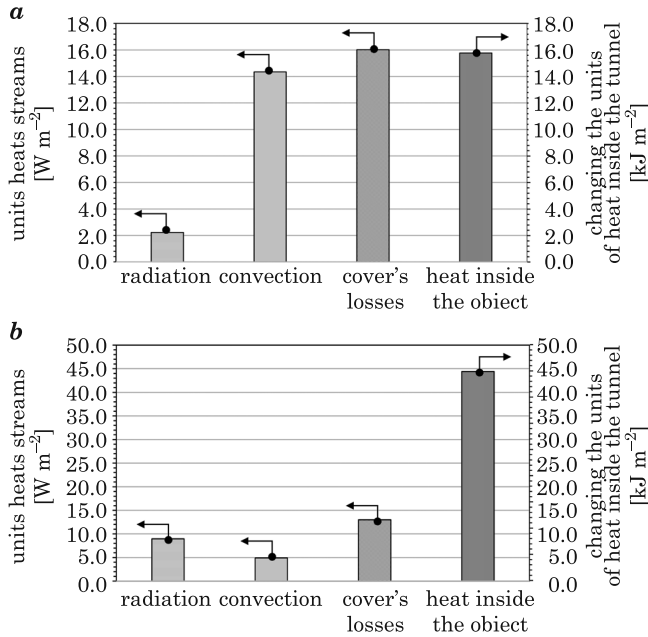 a
units heats streams
[W m⁻²]
18.0
16.0
14.0
12.0
10.0
8.0
6.0
4.0
2.0
0.0
18.0
16.0
14.0
12.0
10.0
8.0
6.0
4.0
2.0
0.0
changing the units
of heat inside the tunnel
[kJ m⁻²]
radiation convection cover's heat inside
losses the obiect
b
units heats streams
[W m⁻²]
50.0
45.0
40.0
35.0
30.0
25.0
20.0
15.0
10.0
5.0
0.0
50.0
45.0
40.0
35.0
30.0
25.0
20.0
15.0
10.0
5.0
0.0
changing the units
of heat inside the tunnel
[kJ m⁻²]
radiation convection cover's heat inside
losses the obiect